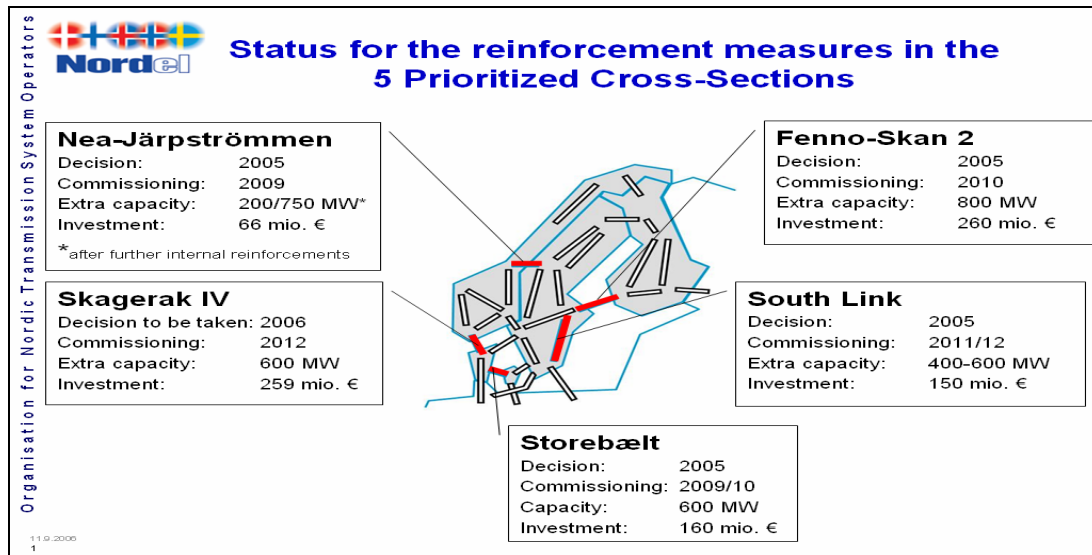 Organisation for Nordic Transmission System Operators
Nordel
Status for the reinforcement measures in the
5 Prioritized Cross-Sections
Nea-Järpströmmen
Decision: 2005
Commissioning: 2009
Extra capacity: 200/750 MW*
Investment: 66 mio. €
*after further internal reinforcements
Fenno-Skan 2
Decision: 2005
Commissioning: 2010
Extra capacity: 800 MW
Investment: 260 mio. €
Skagerak IV
Decision to be taken: 2006
Commissioning: 2012
Extra capacity: 600 MW
Investment: 259 mio. €
South Link
Decision: 2005
Commissioning: 2011/12
Extra capacity: 400-600 MW
Investment: 150 mio. €
Storebælt
Decision: 2005
Commissioning: 2009/10
Capacity: 600 MW
Investment: 160 mio. €
11.9.2006
1